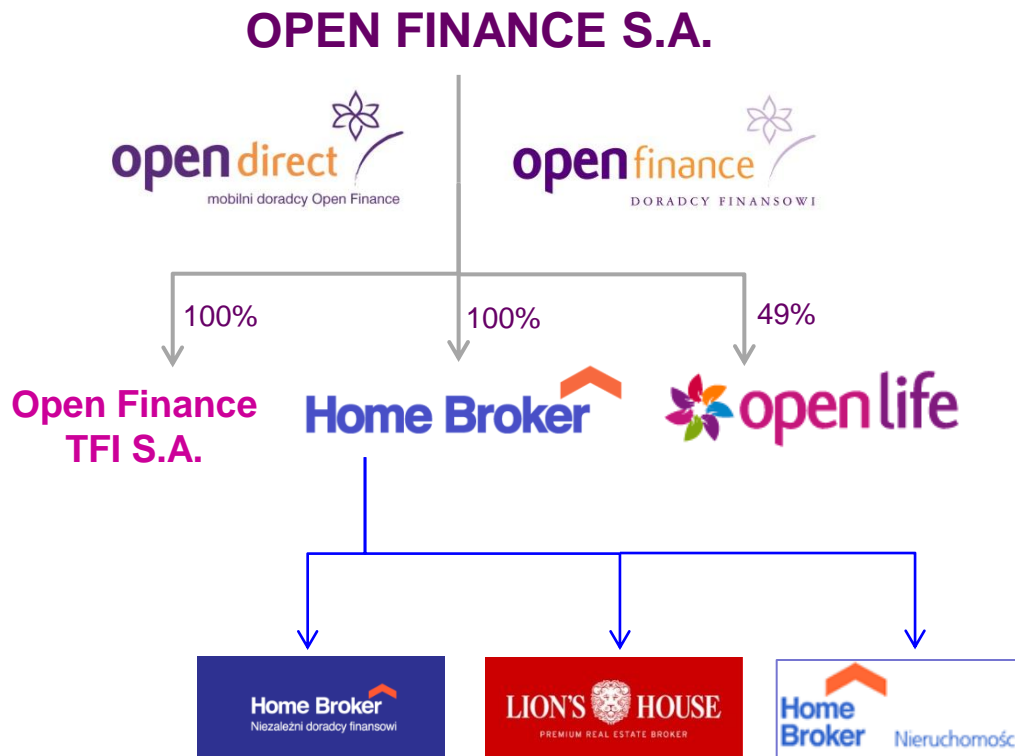 OPEN FINANCE S.A.
open direct
mobilni doradcy Open Finance
open finance
DORADCY FINANSOWI
100%
100%
49%
Open Finance
TFI S.A.
Home Broker
open life
Home Broker
Niezależni doradcy finansowi
LION'S HOUSE
PREMIUM REAL ESTATE BROKER
Home
Broker Nieruchomośc